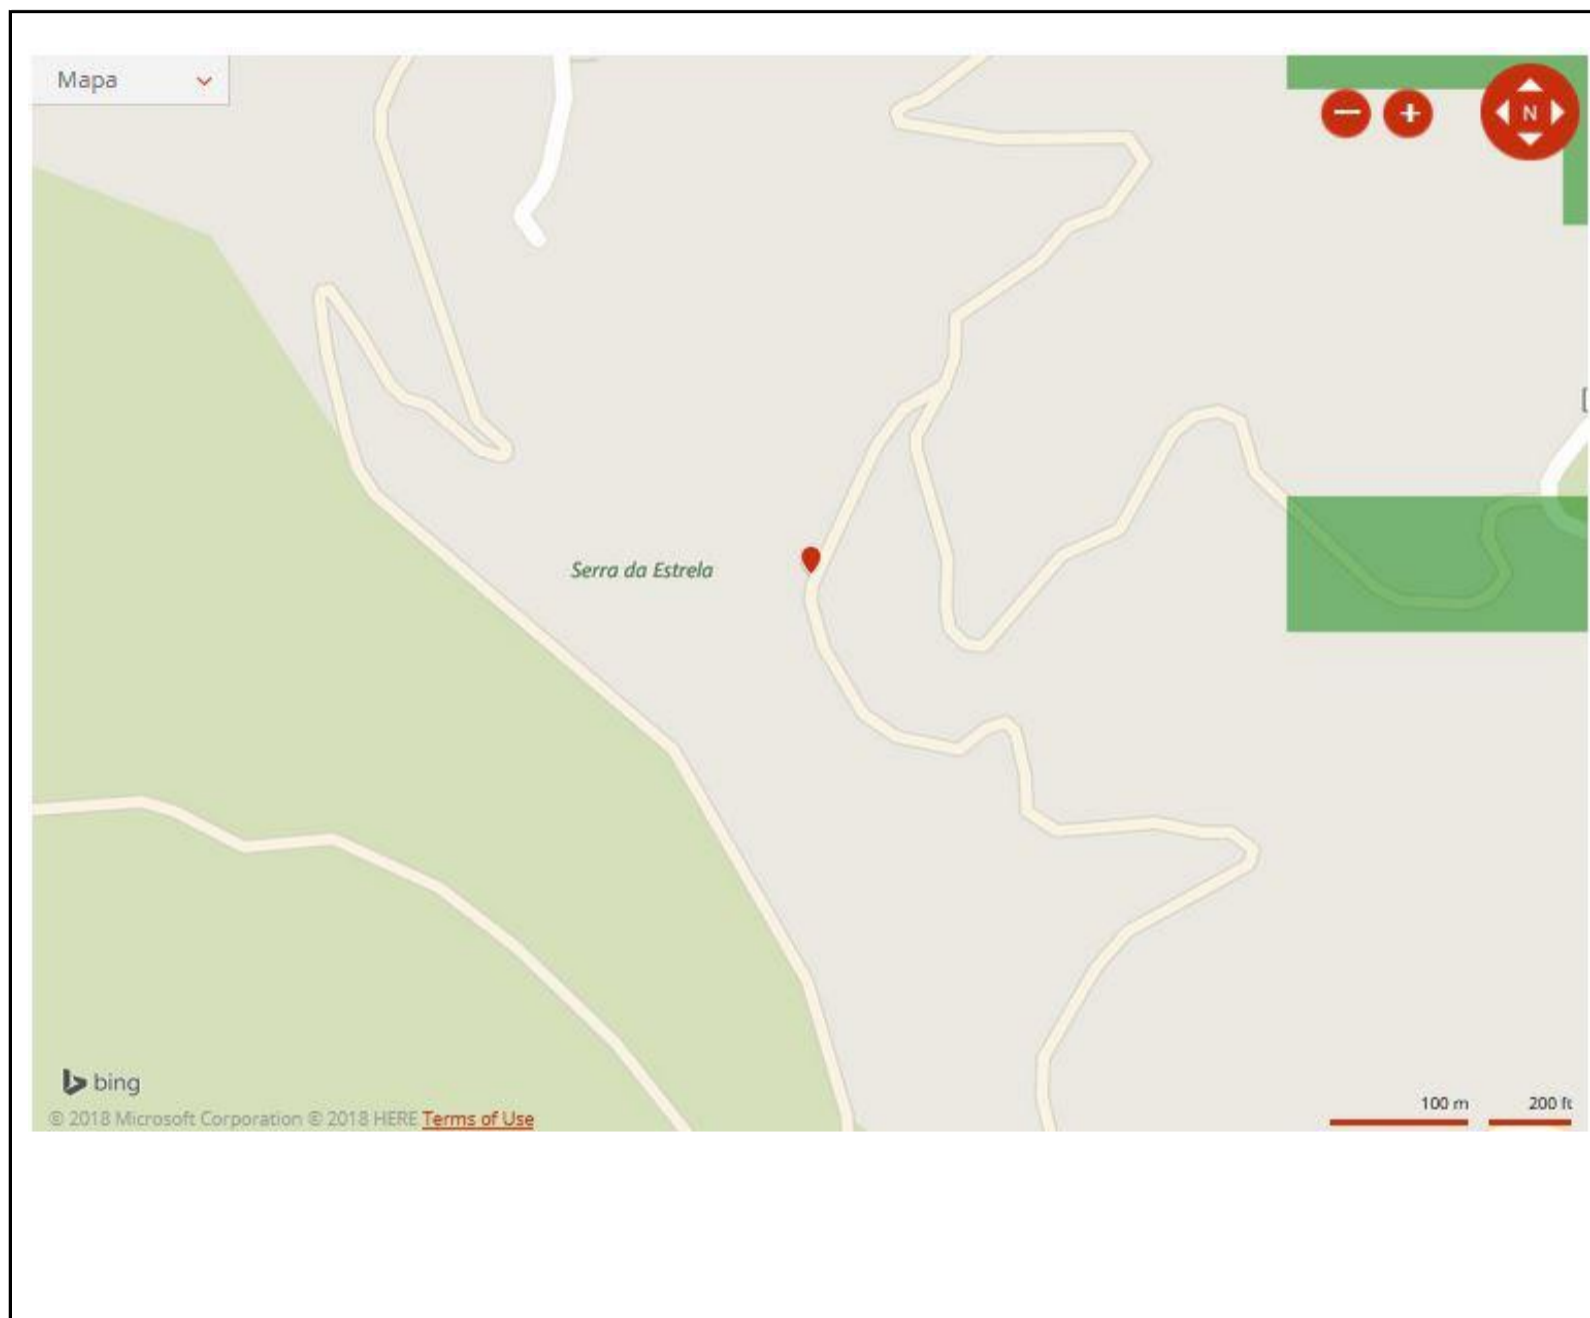 Mapa
N
[
Serra da Estrela
bing
© 2018 Microsoft Corporation © 2018 HERE Terms of Use
100 m 200 ft